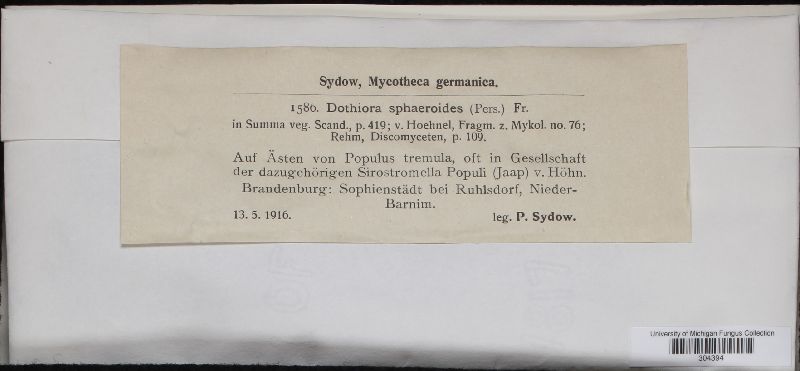 Sydow, Mycotheca germanica.
1580. Dothiora sphaeroides (Pers.) Fr.
in Summa veg. Scand., p. 419; v. Hoehnel, Fragm. z. Mykol. no. 76;
Rehm, Discomyceten, p. 109.
Auf Ästen von Populus tremula, oft in Gesellschaft
der dazugehörigen Sirostromella Populi (Jaap) v. Höhn.
Brandenburg: Sophienstädt bei Ruhlsdorf, Nieder-
Barnim.
13. 5. 1916. leg. P. Sydow.
University of Michigan Fungus Collection
304394